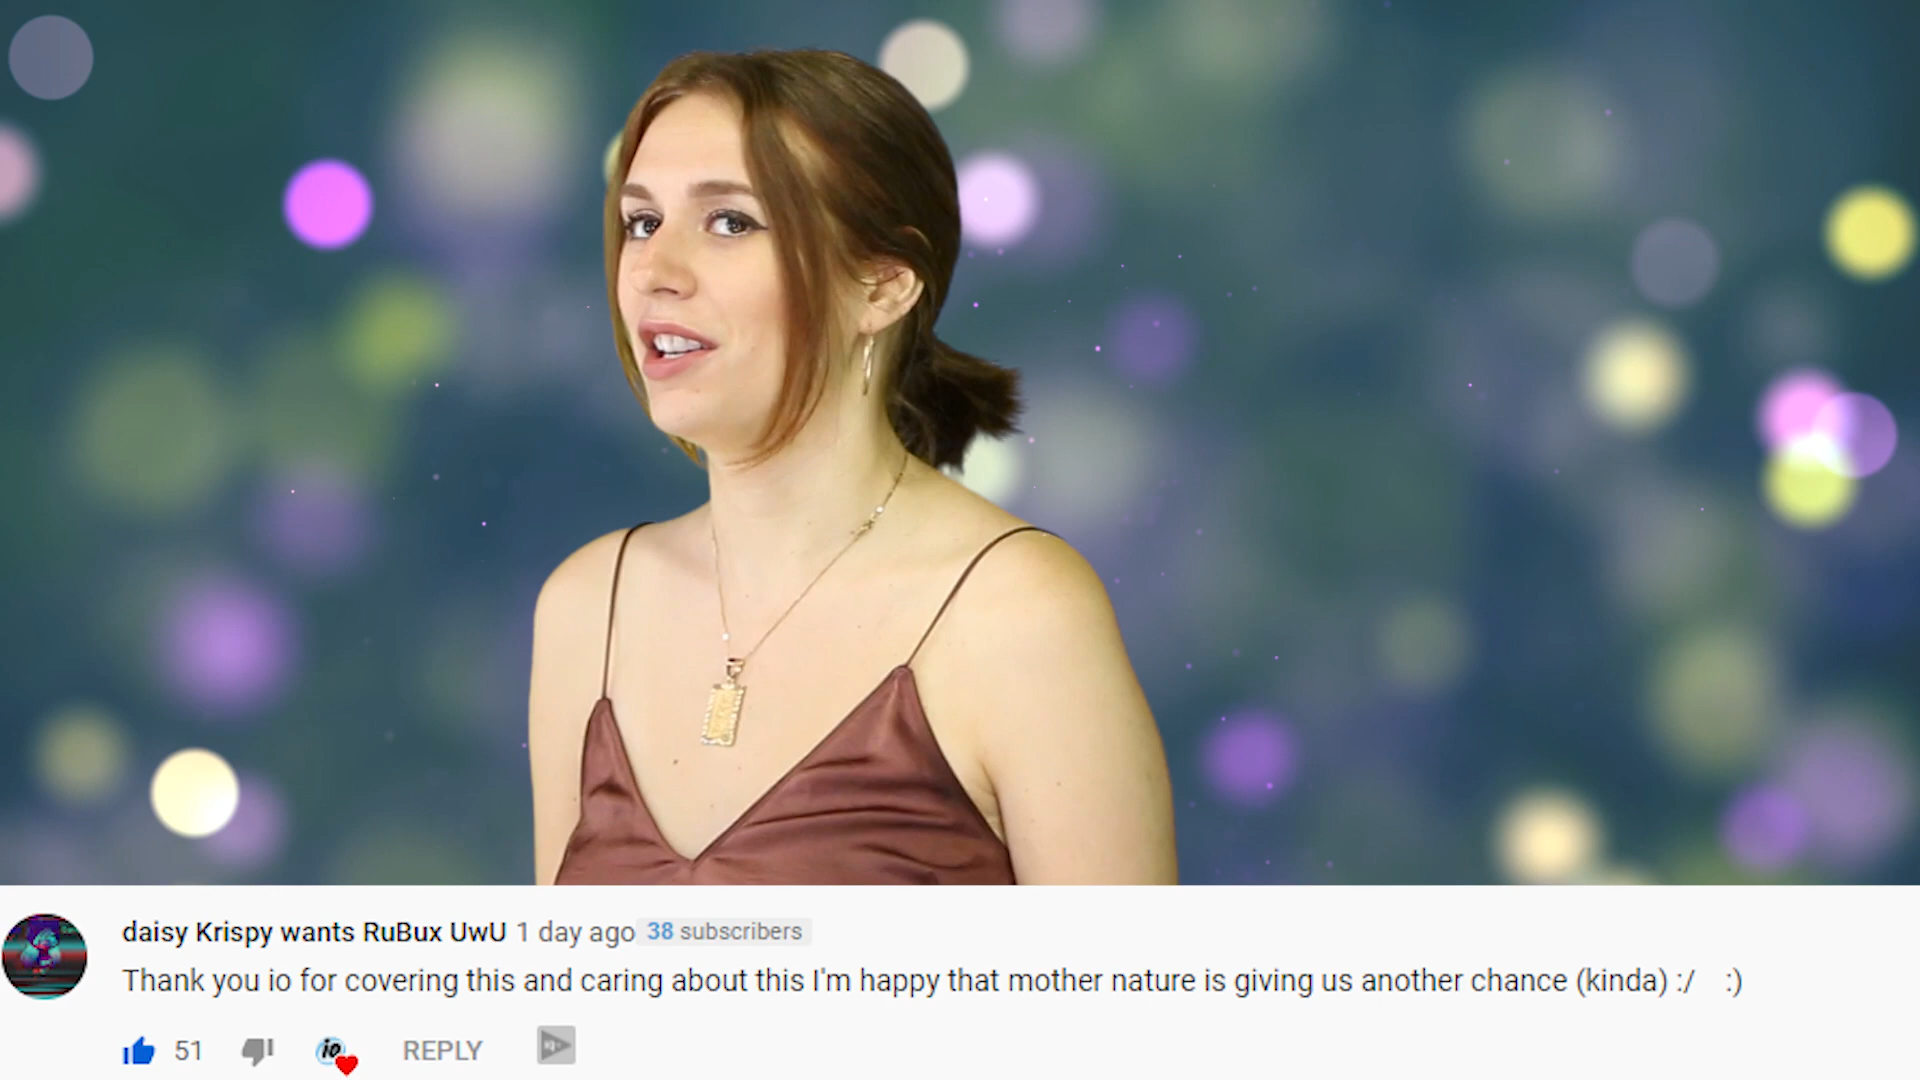 daisy Krispy wants RuBux UwU 1 day ago 38 subscribers
Thank you io for covering this and caring about this I'm happy that mother nature is giving us another chance (kinda) :/ :)
51 io REPLY